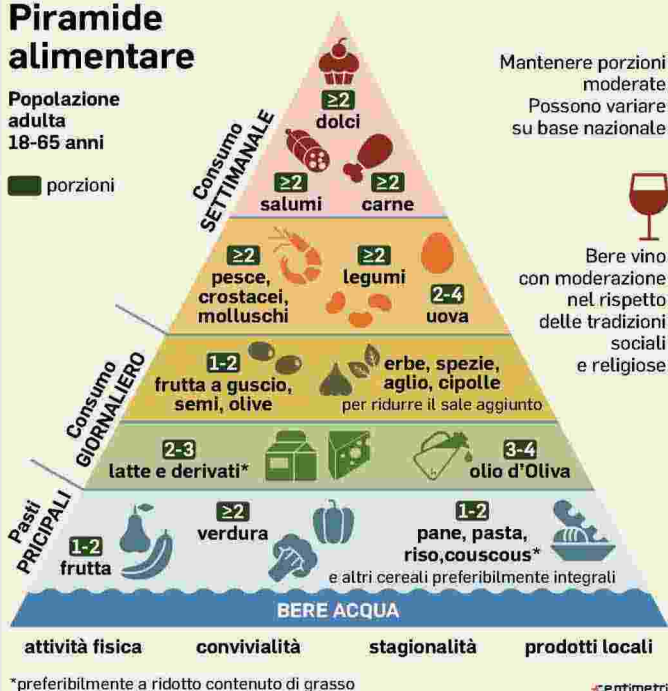 Piramide
alimentare
Popolazione
adulta
18-65 anni
porzioni
Mantenere porzioni
moderate
Possono variare
su base nazionale
Bere vino
con moderazione
nel rispetto
delle tradizioni
sociali
e religiose
Consumo
SETTIMANALE
≥2
dolci
≥2
salumi
≥2
carne
≥2
pesce,
crostacei,
molluschi
≥2
legumi
2-4
uova
Consumo
GIORNALIERO
1-2
frutta a guscio,
semi, olive
erbe, spezie,
aglio, cipolle
per ridurre il sale aggiunto
2-3
latte e derivati*
3-4
olio d'Oliva
Pasti
PRICIPALI
1-2
frutta
≥2
verdura
1-2
pane, pasta,
riso,couscous*
e altri cereali preferibilmente integrali
BERE ACQUA
attività fisica convivialità stagionalità prodotti locali
*preferibilmente a ridotto contenuto di grasso
centimetri